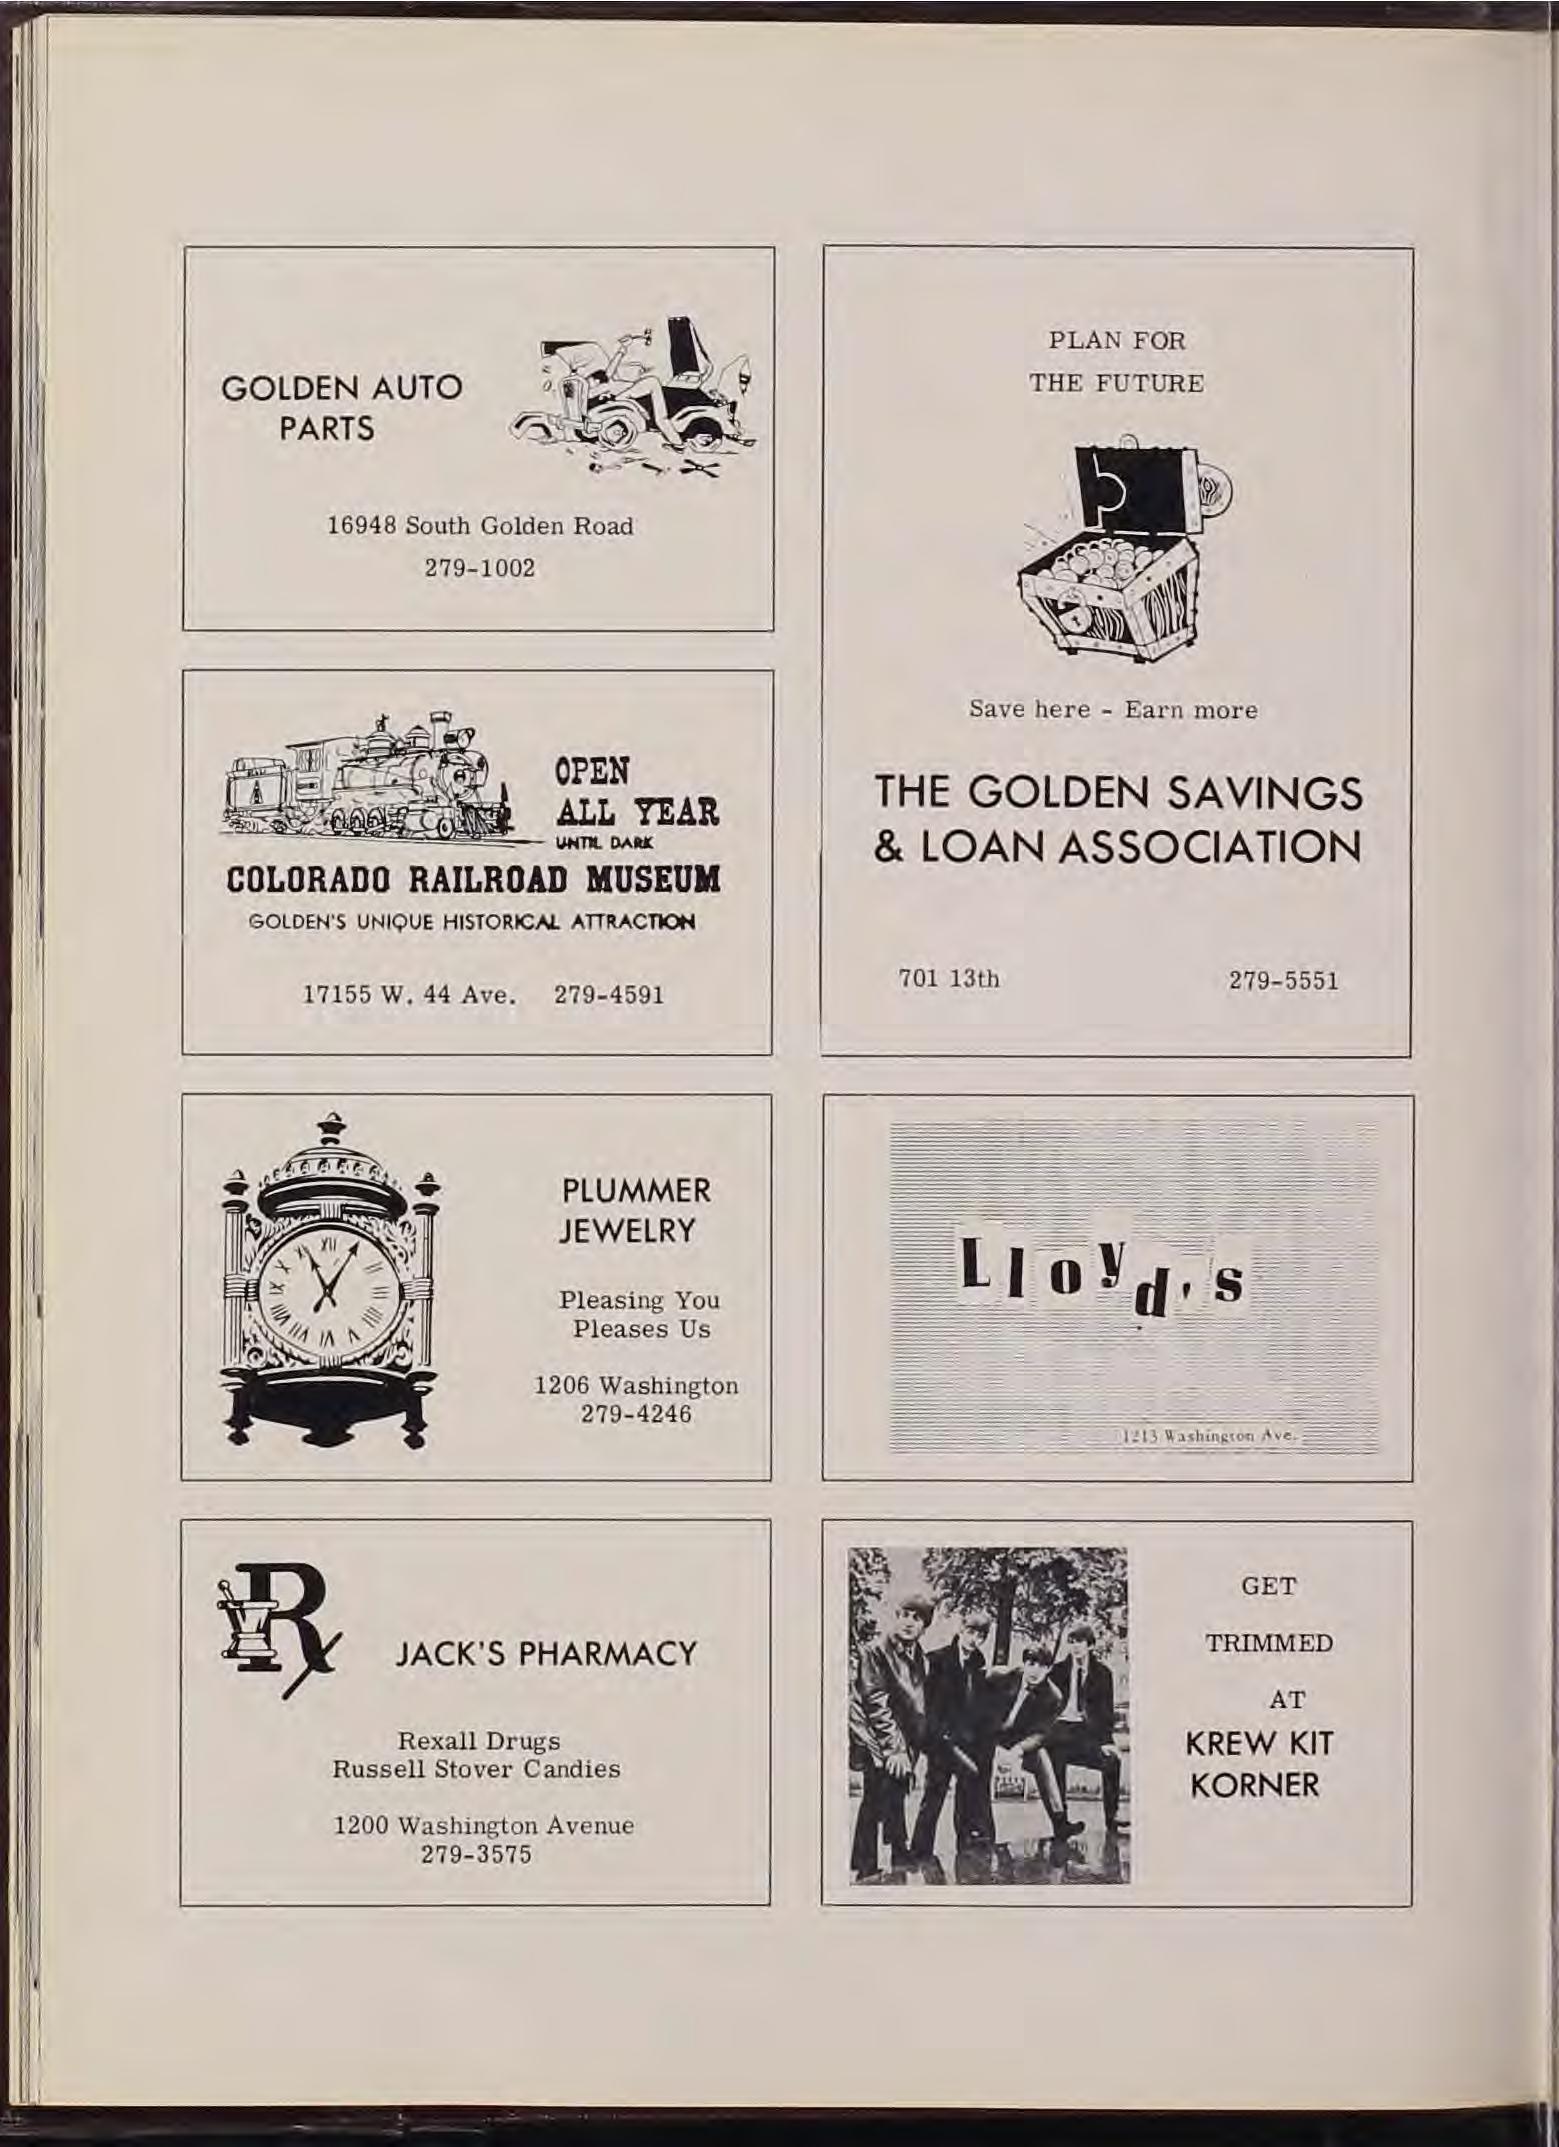 GOLDEN AUTO
PARTS
16948 South Golden Road
279-1002
OPEN
ALL YEAR
UNTIL DARK
COLORADO RAILROAD MUSEUM
GOLDEN'S UNIQUE HISTORICAL ATTRACTION
17155 W. 44 Ave. 279-4591
PLUMMER
JEWELRY
Pleasing You
Pleases Us
1206 Washington
279-4246
JACK'S PHARMACY
Rexall Drugs
Russell Stover Candies
1200 Washington Avenue
279-3575
PLAN FOR
THE FUTURE
Save here - Earn more
THE GOLDEN SAVINGS
& LOAN ASSOCIATION
701 13th 279-5551
Lloyd's
1213 Washington Ave.
GET
TRIMMED
AT
KREW KIT
KORNER